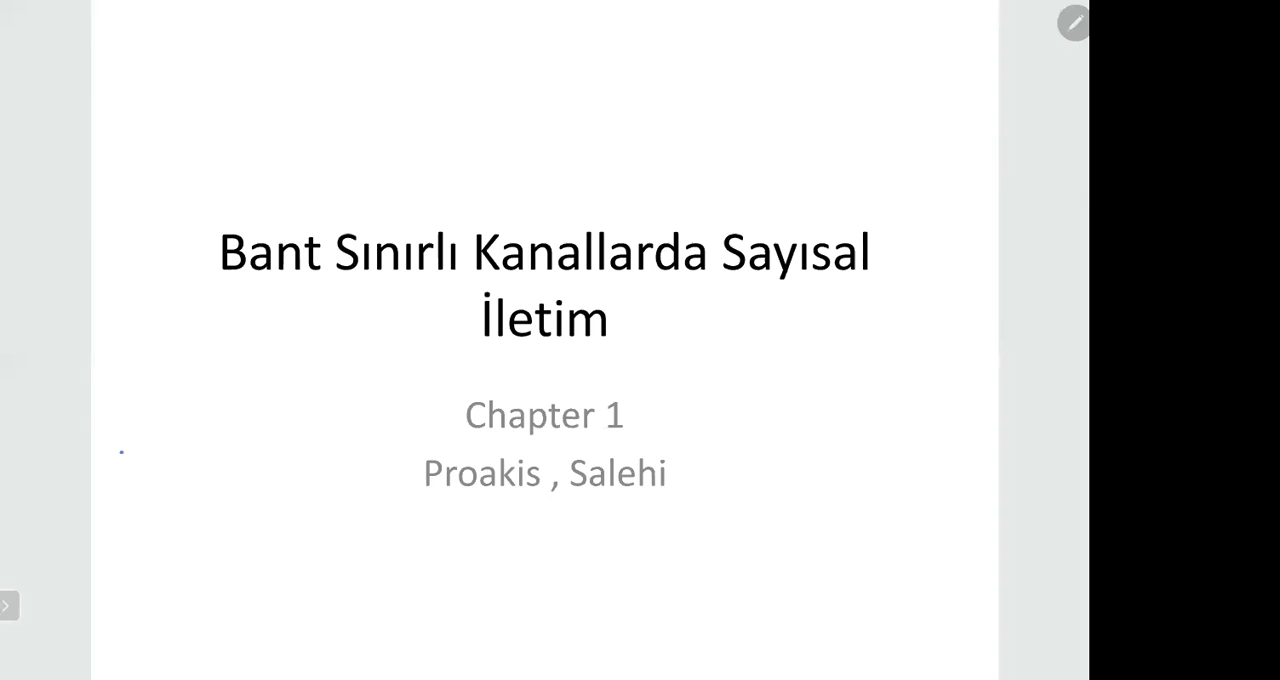 Bant Sınırlı Kanallarda Sayısal
İletim
Chapter 1
Proakis , Salehi